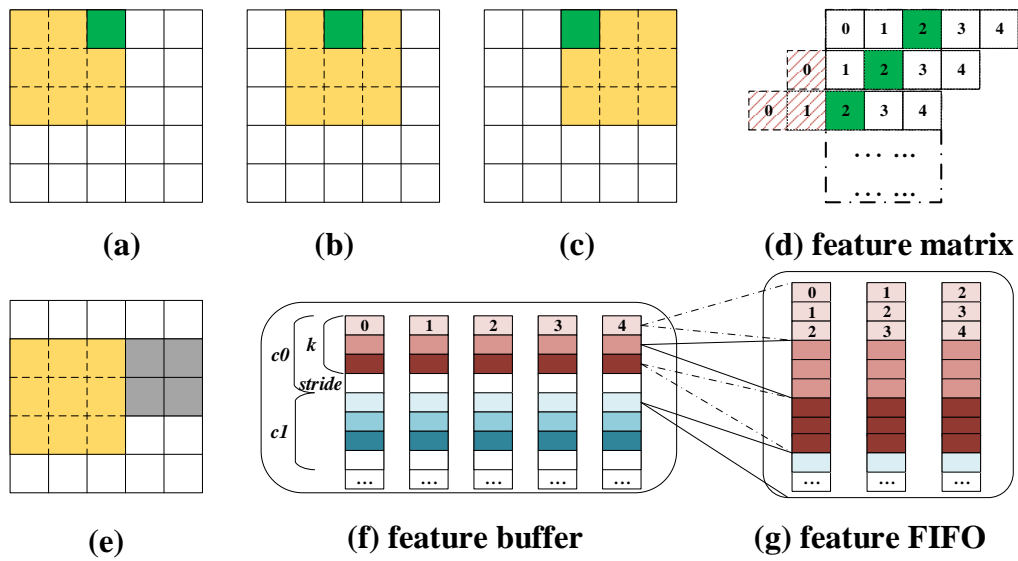 0 1 2 3 4
0 1 2 3 4
0 1 2 3 4
... ...
... ...
(a) (b) (c) (d) feature matrix
0 1 2 3 4
c0 k
stride
c1
... ... ... ... ...
0 1 2
1 2 3
2 3 4
... ... ...
(e) (f) feature buffer (g) feature FIFO